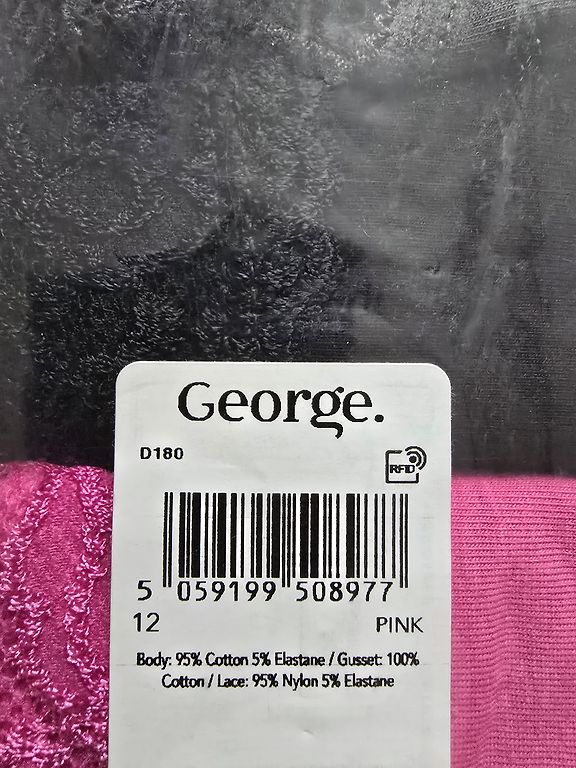 George.
D180
RFID
5 059199 508977
12 PINK
Body: 95% Cotton 5% Elastane / Gusset: 100%
Cotton / Lace: 95% Nylon 5% Elastane